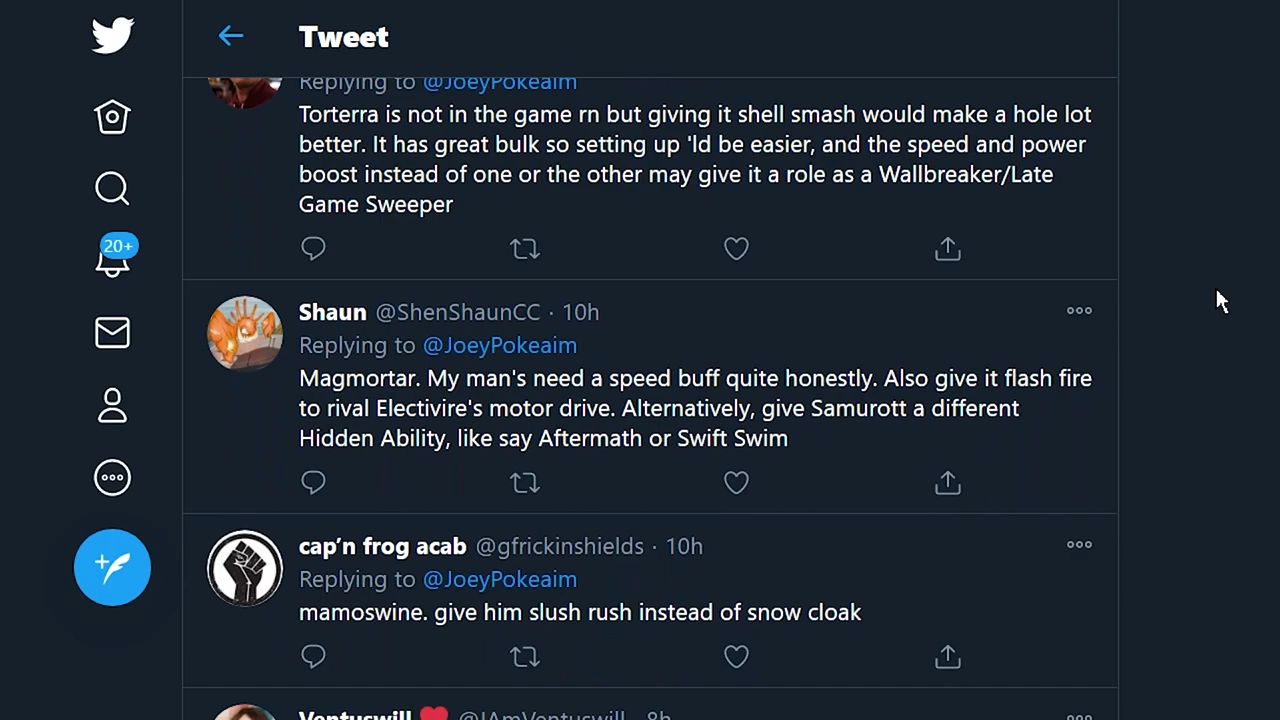 Tweet
Replying to @JoeyPokeaim
Torterra is not in the game rn but giving it shell smash would make a hole lot
better. It has great bulk so setting up 'ld be easier, and the speed and power
boost instead of one or the other may give it a role as a Wallbreaker/Late
Game Sweeper
20+
Shaun @ShenShaunCC · 10h
Replying to @JoeyPokeaim
Magmortar. My man's need a speed buff quite honestly. Also give it flash fire
to rival Electivire's motor drive. Alternatively, give Samurott a different
Hidden Ability, like say Aftermath or Swift Swim
cap’n frog acab @gfrickinshields · 10h
Replying to @JoeyPokeaim
mamoswine. give him slush rush instead of snow cloak
Ventuswill ❤️ @IAmVentuswill · 8h